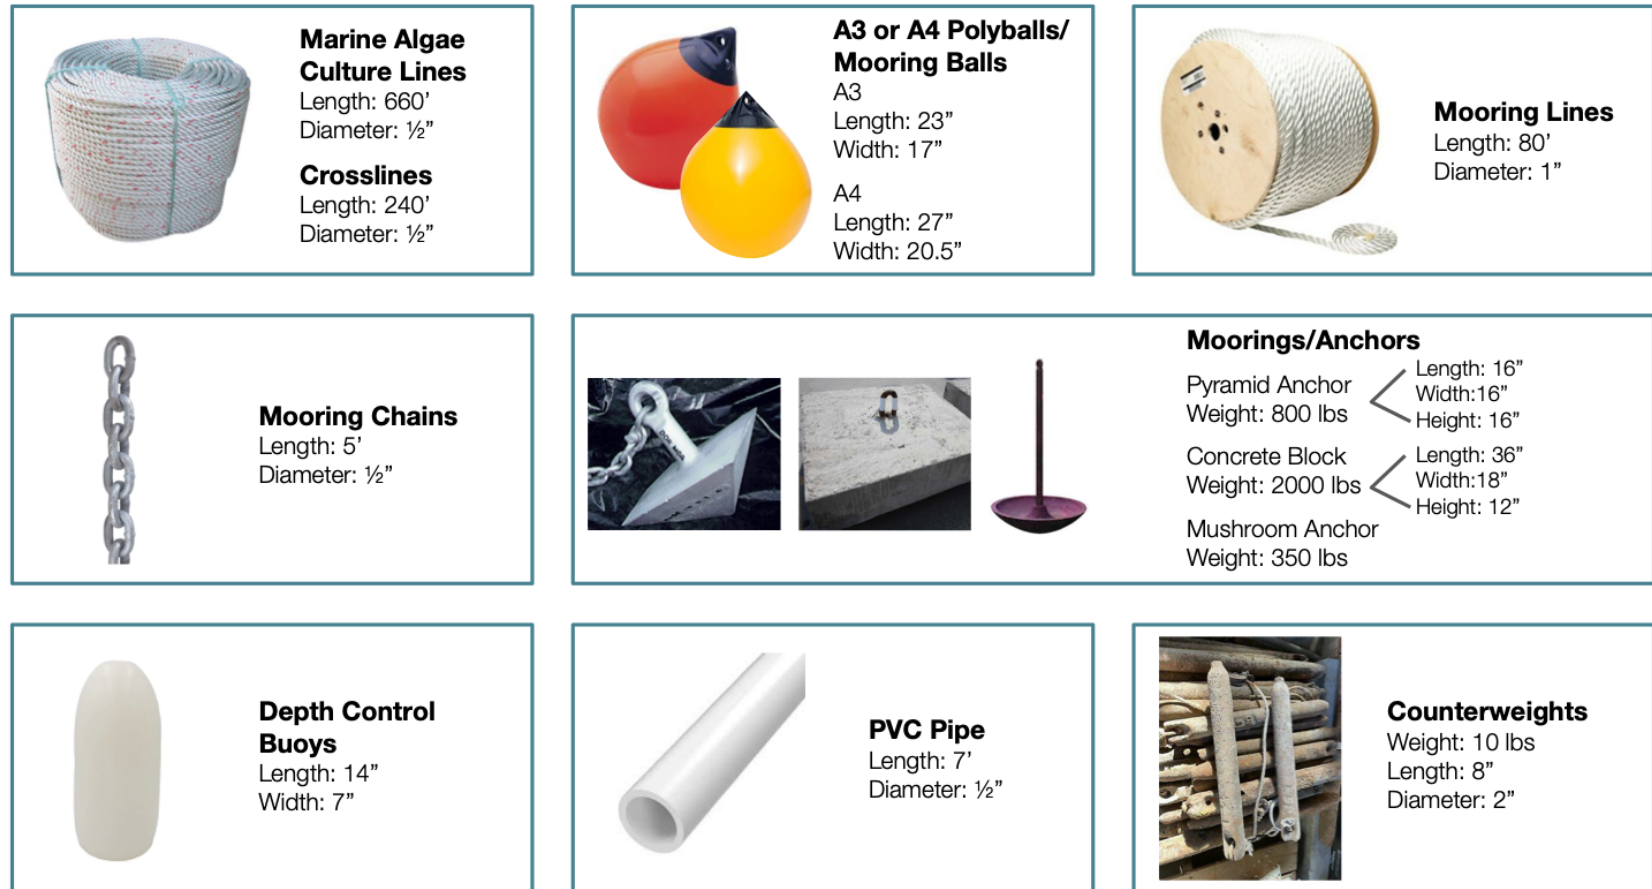 Marine Algae
Culture Lines
Length: 660’
Diameter: ½”
Crosslines
Length: 240’
Diameter: ½”
A3 or A4 Polyballs/
Mooring Balls
A3
Length: 23”
Width: 17”
A4
Length: 27”
Width: 20.5”
Mooring Lines
Length: 80’
Diameter: 1”
Mooring Chains
Length: 5’
Diameter: ½”
Moorings/Anchors
Pyramid Anchor
Weight: 800 lbs
Length: 16”
Width:16”
Height: 16”
Concrete Block
Weight: 2000 lbs
Length: 36”
Width:18”
Height: 12”
Mushroom Anchor
Weight: 350 lbs
Depth Control
Buoys
Length: 14”
Width: 7”
PVC Pipe
Length: 7’
Diameter: ½”
Counterweights
Weight: 10 lbs
Length: 8”
Diameter: 2”